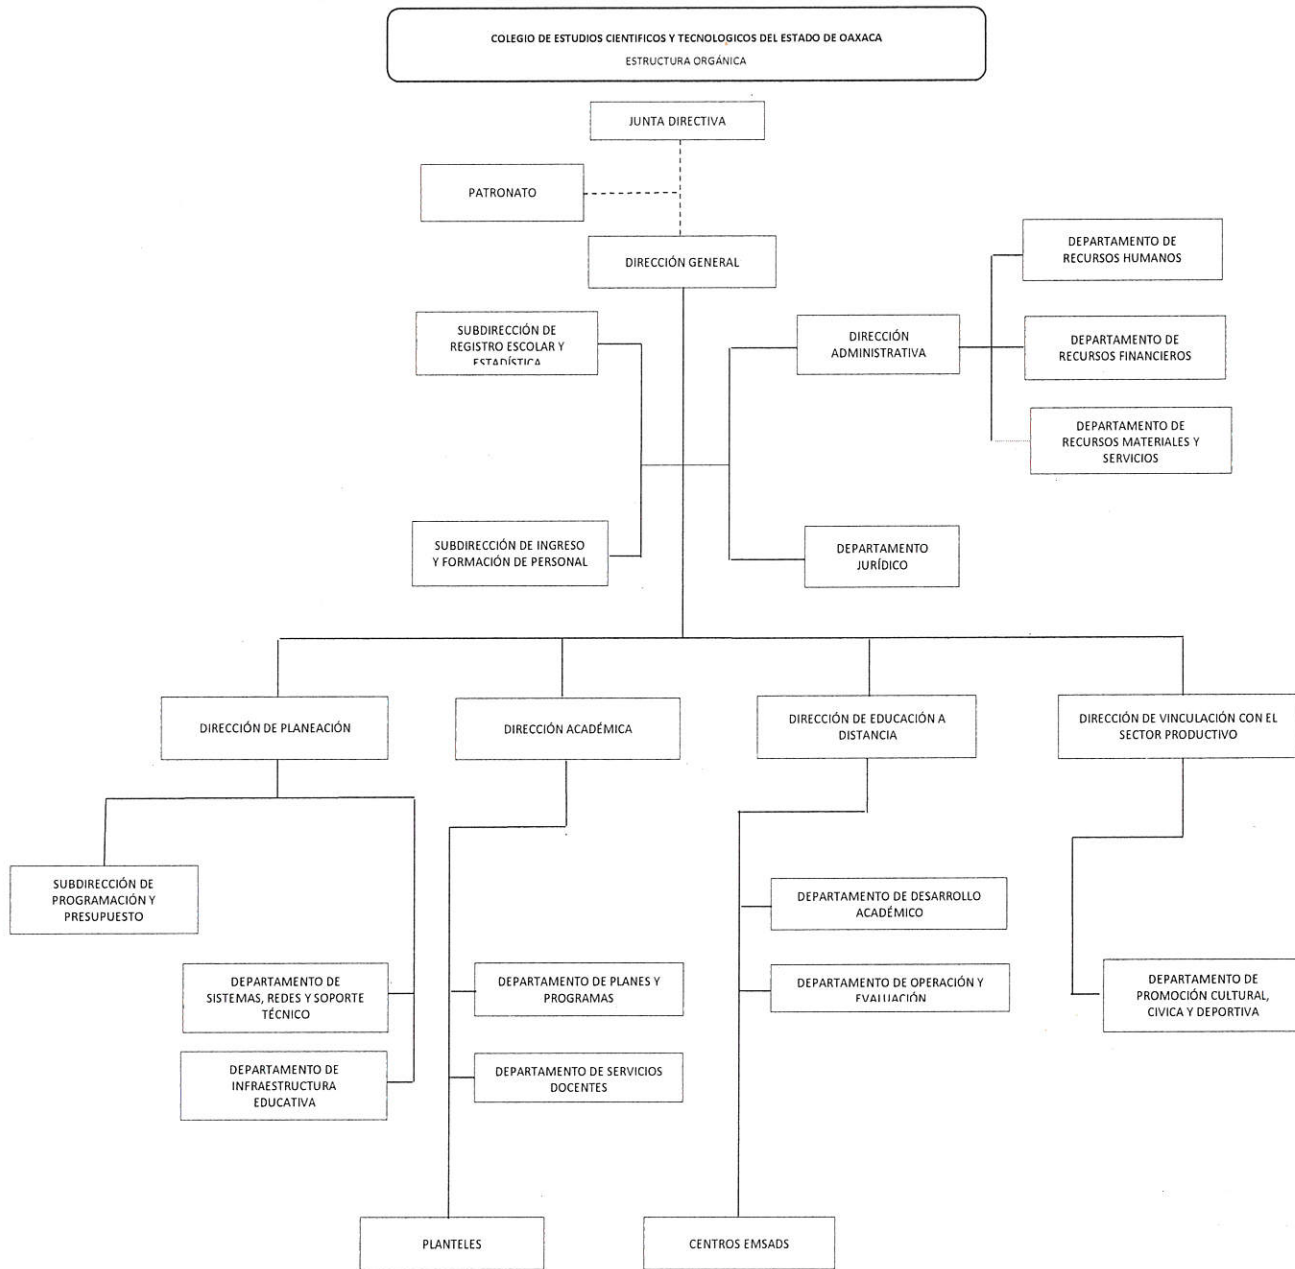 COLEGIO DE ESTUDIOS CIENTIFICOS Y TECNOLOGICOS DEL ESTADO DE OAXACA
ESTRUCTURA ORGÁNICA
JUNTA DIRECTIVA
PATRONATO
DIRECCIÓN GENERAL
DEPARTAMENTO DE
RECURSOS HUMANOS
SUBDIRECCIÓN DE
REGISTRO ESCOLAR Y
ESTADÍSTICA
DIRECCIÓN
ADMINISTRATIVA
DEPARTAMENTO DE
RECURSOS FINANCIEROS
DEPARTAMENTO DE
RECURSOS MATERIALES Y
SERVICIOS
SUBDIRECCIÓN DE INGRESO
Y FORMACIÓN DE PERSONAL
DEPARTAMENTO
JURÍDICO
DIRECCIÓN DE PLANEACIÓN
DIRECCIÓN ACADÉMICA
DIRECCIÓN DE EDUCACIÓN A
DISTANCIA
DIRECCIÓN DE VINCULACIÓN CON EL
SECTOR PRODUCTIVO
SUBDIRECCIÓN DE
PROGRAMACIÓN Y
PRESUPUESTO
DEPARTAMENTO DE DESARROLLO
ACADÉMICO
DEPARTAMENTO DE
SISTEMAS, REDES Y SOPORTE
TÉCNICO
DEPARTAMENTO DE PLANES Y
PROGRAMAS
DEPARTAMENTO DE OPERACIÓN Y
EVALUACIÓN
DEPARTAMENTO DE
PROMOCIÓN CULTURAL,
CIVICA Y DEPORTIVA
DEPARTAMENTO DE
INFRAESTRUCTURA
EDUCATIVA
DEPARTAMENTO DE SERVICIOS
DOCENTES
PLANTELES
CENTROS EMSADS